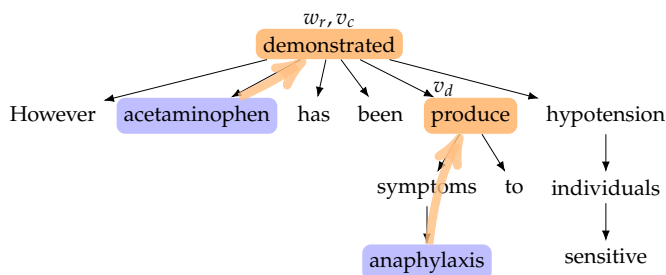 w_r, v_c
demonstrated
v_d
However acetaminophen has been produce hypotension
symptoms to individuals
anaphylaxis sensitive